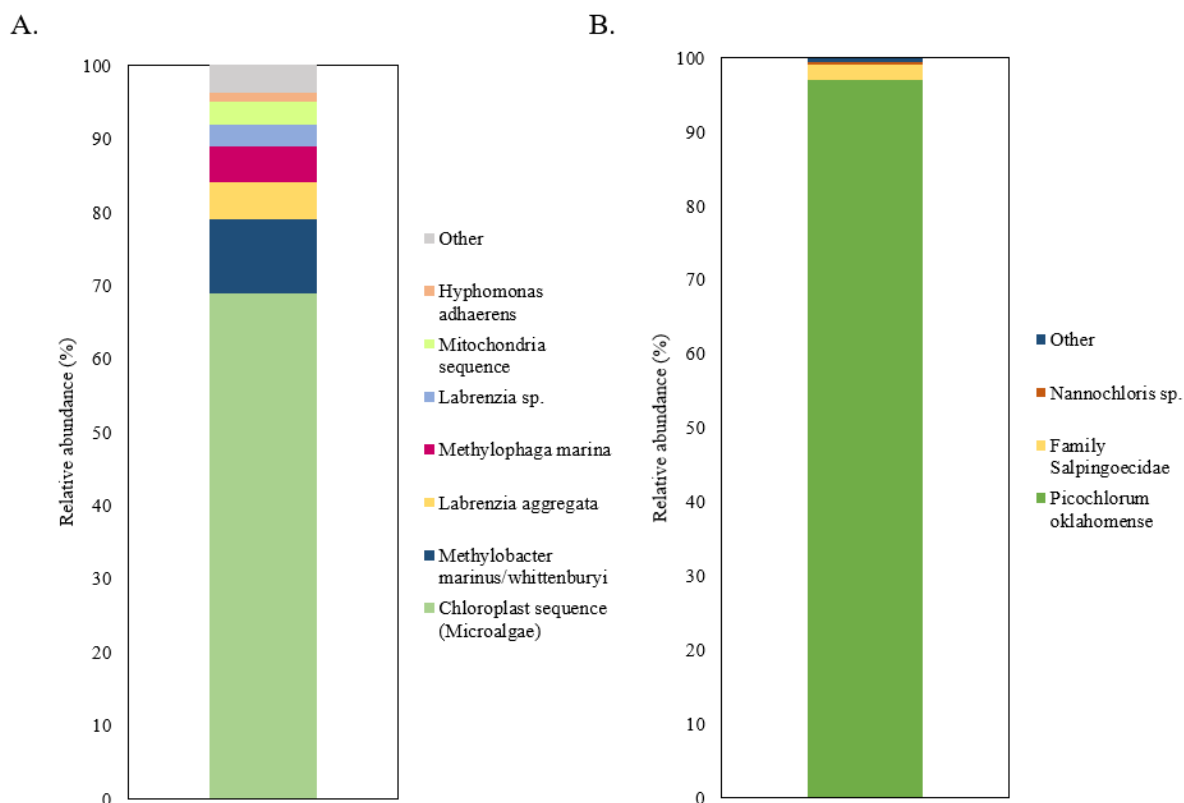 A.
Relative abundance (%)
100
90
80
70
60
50
40
30
20
10
0
Other
Hyphomonas
adhaerens
Mitochondria
sequence
Labrenzia sp.
Methylophaga marina
Labrenzia aggregata
Methylobacter
marinus/whittenburyi
Chloroplast sequence
(Microalgae)
B.
Relative abundance (%)
100
90
80
70
60
50
40
30
20
10
0
Other
Nannochloris sp.
Family
Salpingoecidae
Picochlorum
oklahomense